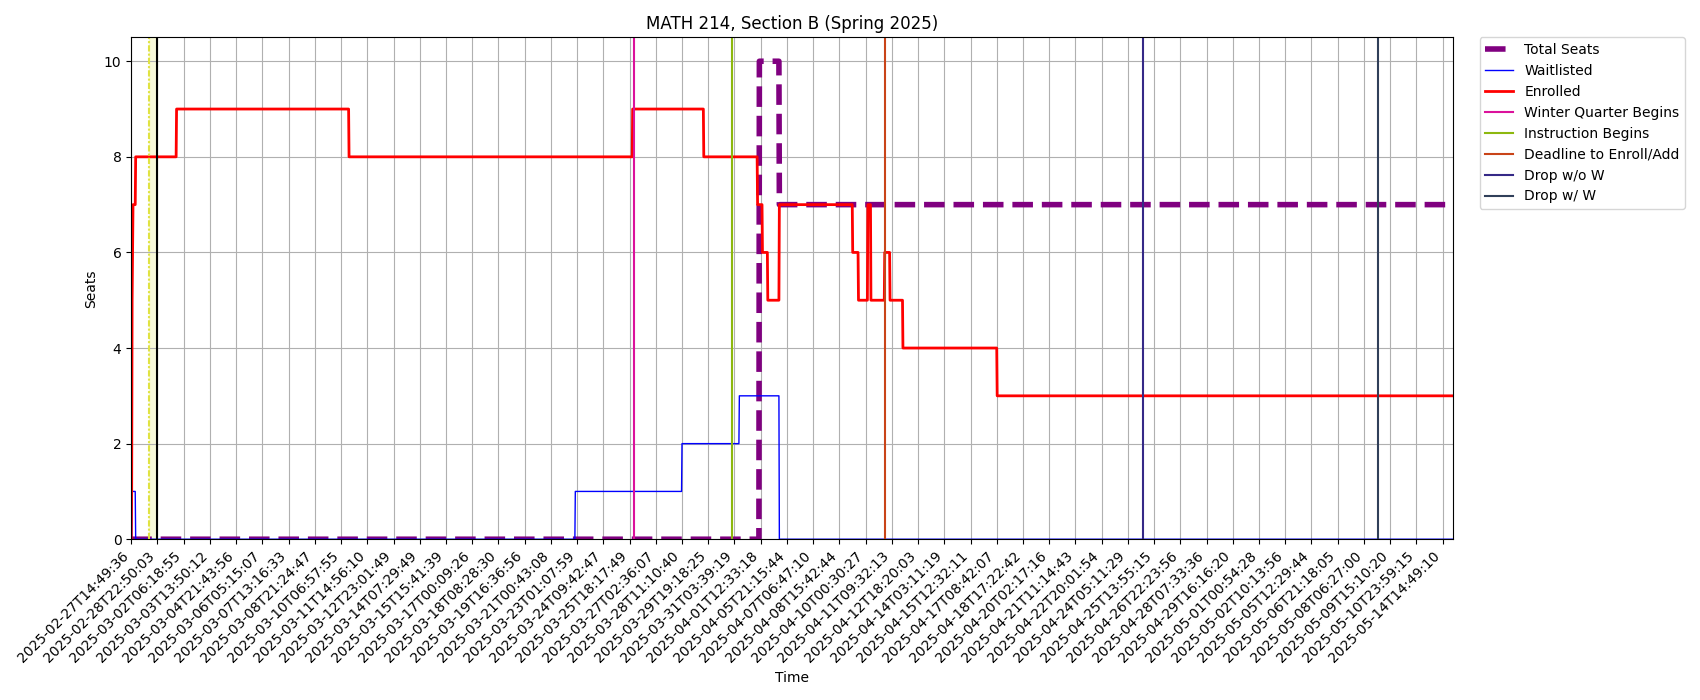 MATH 214, Section B (Spring 2025)
Total Seats
Waitlisted
Enrolled
Winter Quarter Begins
Instruction Begins
Deadline to Enroll/Add
Drop w/o W
Drop w/ W
10
8
6
4
2
0
Seats
2025-02-27T14:49:36
2025-02-28T22:50:03
2025-03-02T06:18:55
2025-03-03T13:50:12
2025-03-04T21:43:56
2025-03-06T05:15:07
2025-03-07T13:16:33
2025-03-08T21:24:47
2025-03-10T06:57:55
2025-03-11T14:56:10
2025-03-12T23:01:49
2025-03-14T07:29:49
2025-03-15T15:41:39
2025-03-17T00:09:26
2025-03-18T08:28:30
2025-03-19T16:36:56
2025-03-21T00:43:08
2025-03-23T01:07:59
2025-03-24T09:42:47
2025-03-25T18:17:49
2025-03-27T02:36:07
2025-03-28T11:10:40
2025-03-29T19:18:25
2025-03-31T03:39:19
2025-04-01T12:33:18
2025-04-05T21:15:44
2025-04-07T06:47:10
2025-04-08T15:42:44
2025-04-10T00:30:27
2025-04-11T09:32:13
2025-04-12T18:20:03
2025-04-14T03:11:19
2025-04-15T12:32:11
2025-04-17T08:42:07
2025-04-18T17:22:42
2025-04-20T02:17:16
2025-04-21T11:14:43
2025-04-22T20:01:54
2025-04-24T05:11:29
2025-04-25T13:55:15
2025-04-26T22:23:56
2025-04-28T07:33:36
2025-04-29T16:16:20
2025-05-01T00:54:28
2025-05-02T10:13:56
2025-05-05T12:29:44
2025-05-06T21:18:05
2025-05-08T06:27:00
2025-05-09T15:10:20
2025-05-10T23:59:15
2025-05-14T14:49:10
Time